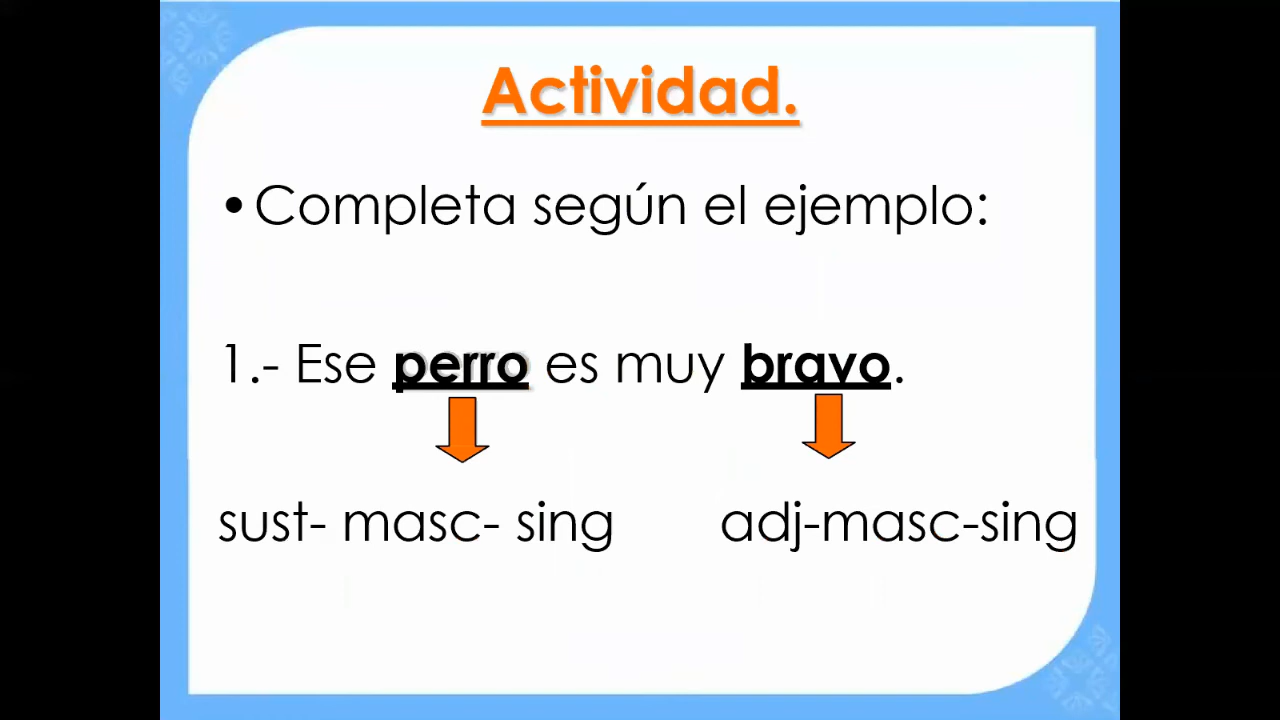 Actividad.
•Completa según el ejemplo:
1.- Ese perro es muy bravo.
sust- masc- sing adj-masc-sing